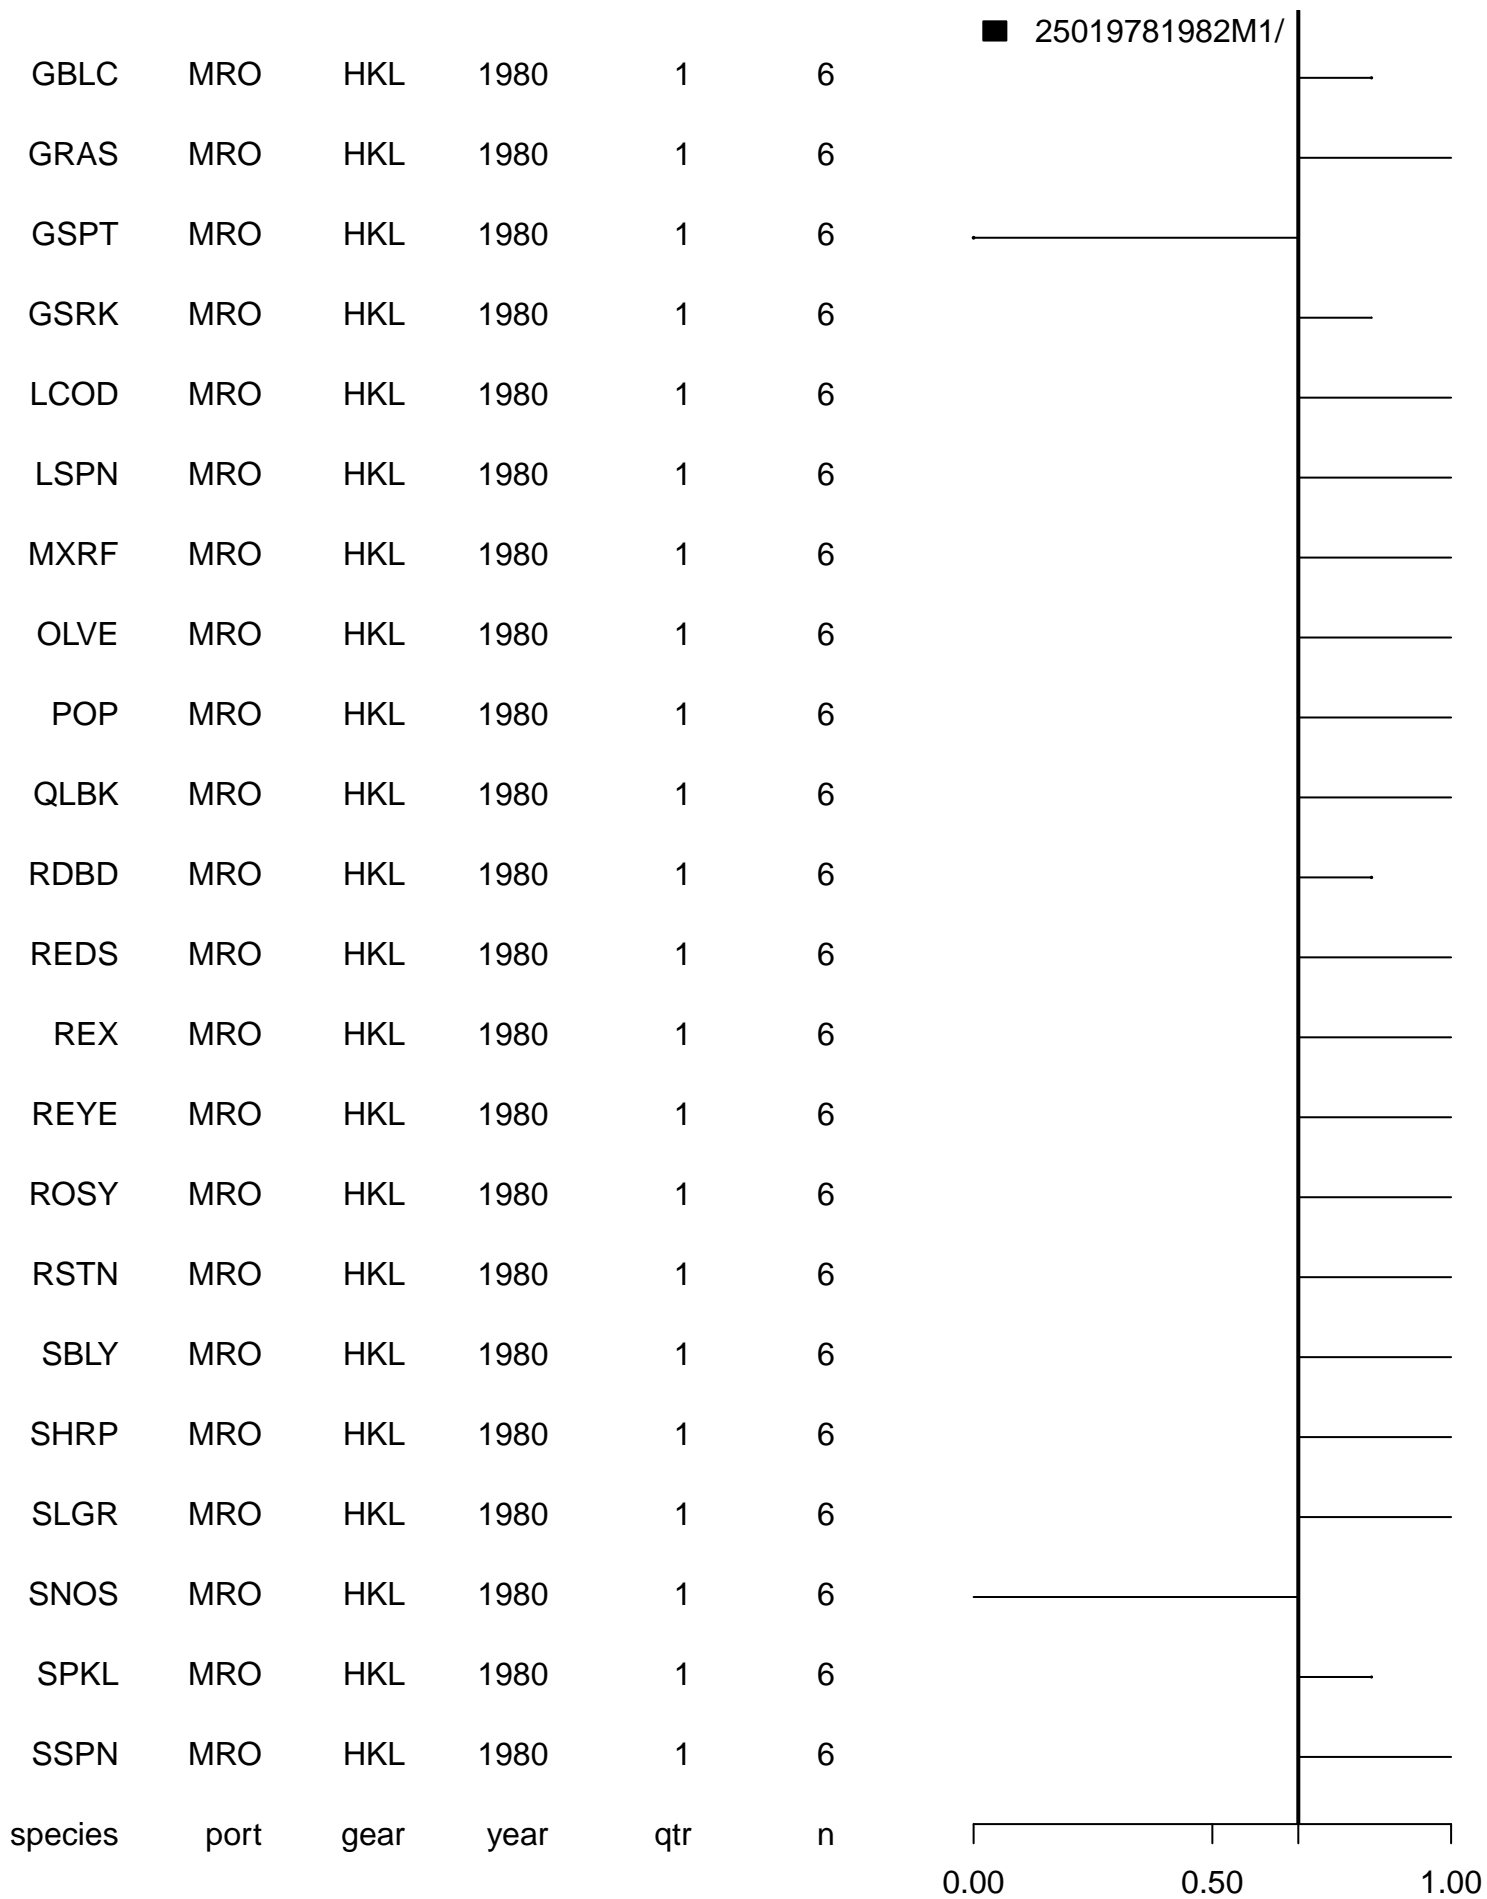 25019781982M1/
GBLC MRO HKL 1980 1 6
GRAS MRO HKL 1980 1 6
GSPT MRO HKL 1980 1 6
GSRK MRO HKL 1980 1 6
LCOD MRO HKL 1980 1 6
LSPN MRO HKL 1980 1 6
MXRF MRO HKL 1980 1 6
OLVE MRO HKL 1980 1 6
POP MRO HKL 1980 1 6
QLBK MRO HKL 1980 1 6
RDBD MRO HKL 1980 1 6
REDS MRO HKL 1980 1 6
REX MRO HKL 1980 1 6
REYE MRO HKL 1980 1 6
ROSY MRO HKL 1980 1 6
RSTN MRO HKL 1980 1 6
SBLY MRO HKL 1980 1 6
SHRP MRO HKL 1980 1 6
SLGR MRO HKL 1980 1 6
SNOS MRO HKL 1980 1 6
SPKL MRO HKL 1980 1 6
SSPN MRO HKL 1980 1 6
species port gear year qtr n
0.00 0.50 1.00